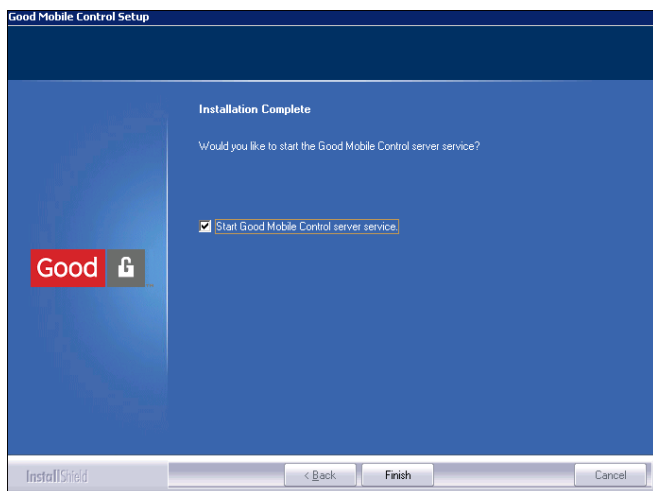 Good Mobile Control Setup
Installation Complete
Would you like to start the Good Mobile Control server service?
Start Good Mobile Control server service.
Good
InstallShield
< Back
Finish
Cancel